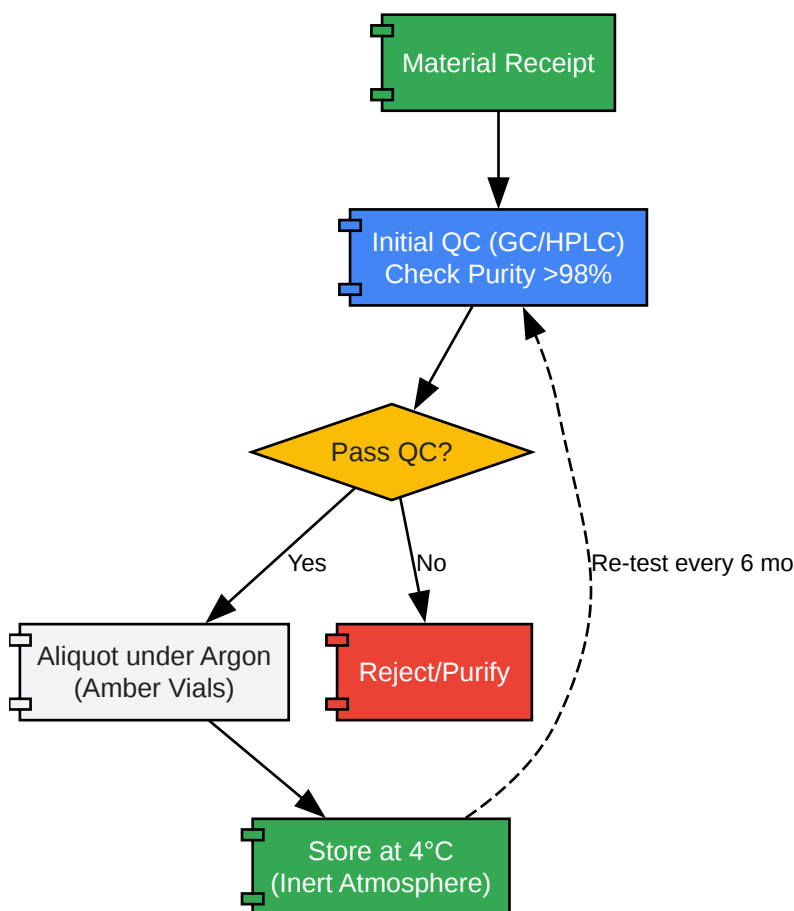 Material Receipt
Initial QC (GC/HPLC)
Check Purity >98%
Pass QC?
Yes
No
Re-test every 6 mo
Aliquot under Argon
(Amber Vials)
Reject/Purify
Store at 4°C
(Inert Atmosphere)